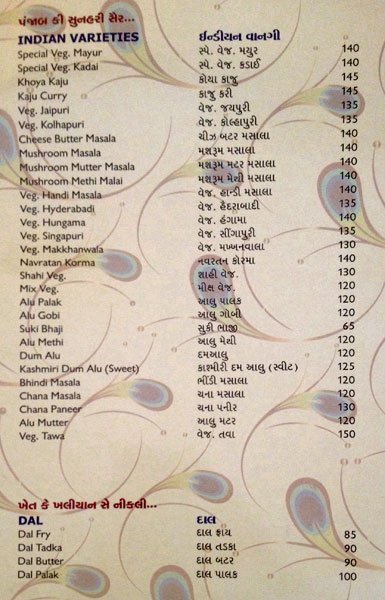 પંજાબ કી સુનહરી સૈર...
INDIAN VARIETIES ઈન્ડીયન વાનગી
Special Veg. Mayur સ્પે. વેજ. મયુર 140
Special Veg. Kadai સ્પે. વેજ. કડાઈ 140
Khoya Kaju કોયા કાજુ 145
Kaju Curry કાજુ કરી 145
Veg. Jaipuri વેજ. જયપુરી 135
Veg. Kolhapuri વેજ. કોલ્હાપુરી 135
Cheese Butter Masala ચીઝ બટર મસાલા 140
Mushroom Masala મશરૂમ મસાલા 140
Mushroom Mutter Masala મશરૂમ મટર મસાલા 140
Mushroom Methi Malai મશરૂમ મેથી મસાલા 140
Veg. Handi Masala વેજ. હાન્ડી મસાલા 140
Veg. Hyderabadi વેજ. હૈદરાબાદી 135
Veg. Hungama વેજ. હંગામા 140
Veg. Singapuri વેજ. સીંગાપુરી 135
Veg. Makkhanwala વેજ. મખ્ખનવાલા 130
Navratan Korma નવરતન કોરમા 140
Shahi Veg. શાહી વેજ. 130
Mix Veg. મીક્ષ વેજ. 120
Alu Palak આલુ પાલક 120
Alu Gobi આલુ ગોબી 120
Suki Bhaji સુકી ભાજી 65
Alu Methi આલુ મેથી 120
Dum Alu દમઆલુ 120
Kashmiri Dum Alu (Sweet) કાશ્મીરી દમ આલુ (સ્વીટ) 125
Bhindi Masala ભીંડી મસાલા 120
Chana Masala ચના મસાલા 120
Chana Paneer ચના પનીર 130
Alu Mutter આલુ મટર 120
Veg. Tawa વેજ. તવા 150
ખેત કે ખલીયાન સે નીકલી...
DAL દાલ
Dal Fry દાલ ફ્રાય 85
Dal Tadka દાલ તડકા 90
Dal Butter દાલ બટર 90
Dal Palak દાલ પાલક 100